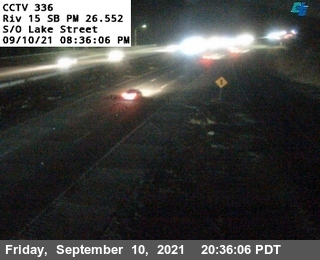 CCTV 336
Riv 15 SB PM 26.552
S/O Lake Street
09/10/21 08:36:06 PM
Friday, September 10, 2021 20:36:06 PDT